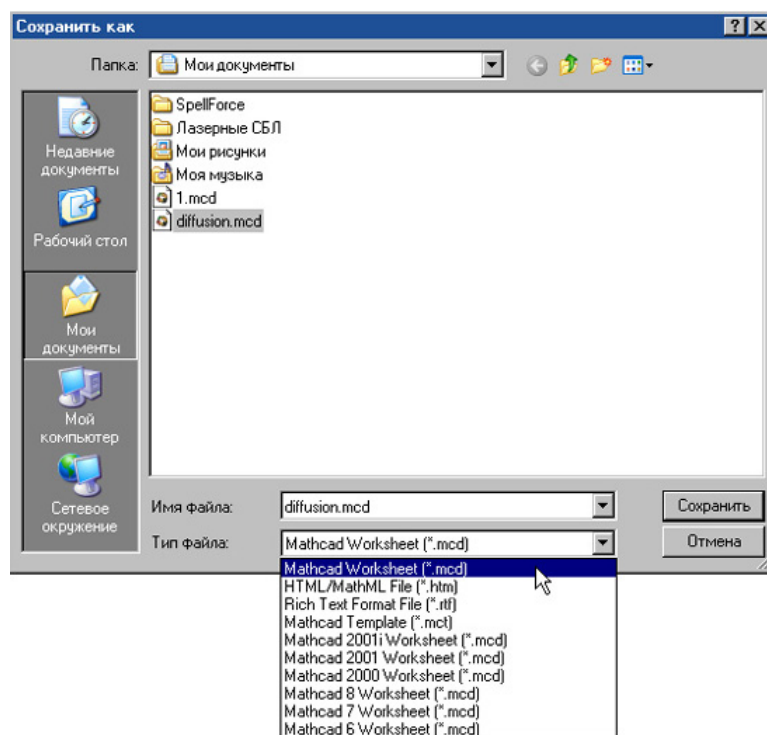 Сохранить как
Папка:
Мои документы
SpellForce
Лазерные СБЛ
Мои рисунки
Моя музыка
1.mcd
diffusion.mcd
Недавние
документы
Рабочий стол
Мои
документы
Мой
компьютер
Сетевое
окружение
Имя файла:
diffusion.mcd
Сохранить
Тип файла:
Mathcad Worksheet (*.mcd)
Отмена
Mathcad Worksheet (*.mcd)
HTML/MathML File (*.htm)
Rich Text Format File (*.rtf)
Mathcad Template (*.mct)
Mathcad 2001i Worksheet (*.mcd)
Mathcad 2001 Worksheet (*.mcd)
Mathcad 2000 Worksheet (*.mcd)
Mathcad 8 Worksheet (*.mcd)
Mathcad 7 Worksheet (*.mcd)
Mathcad 6 Worksheet (*.mcd)